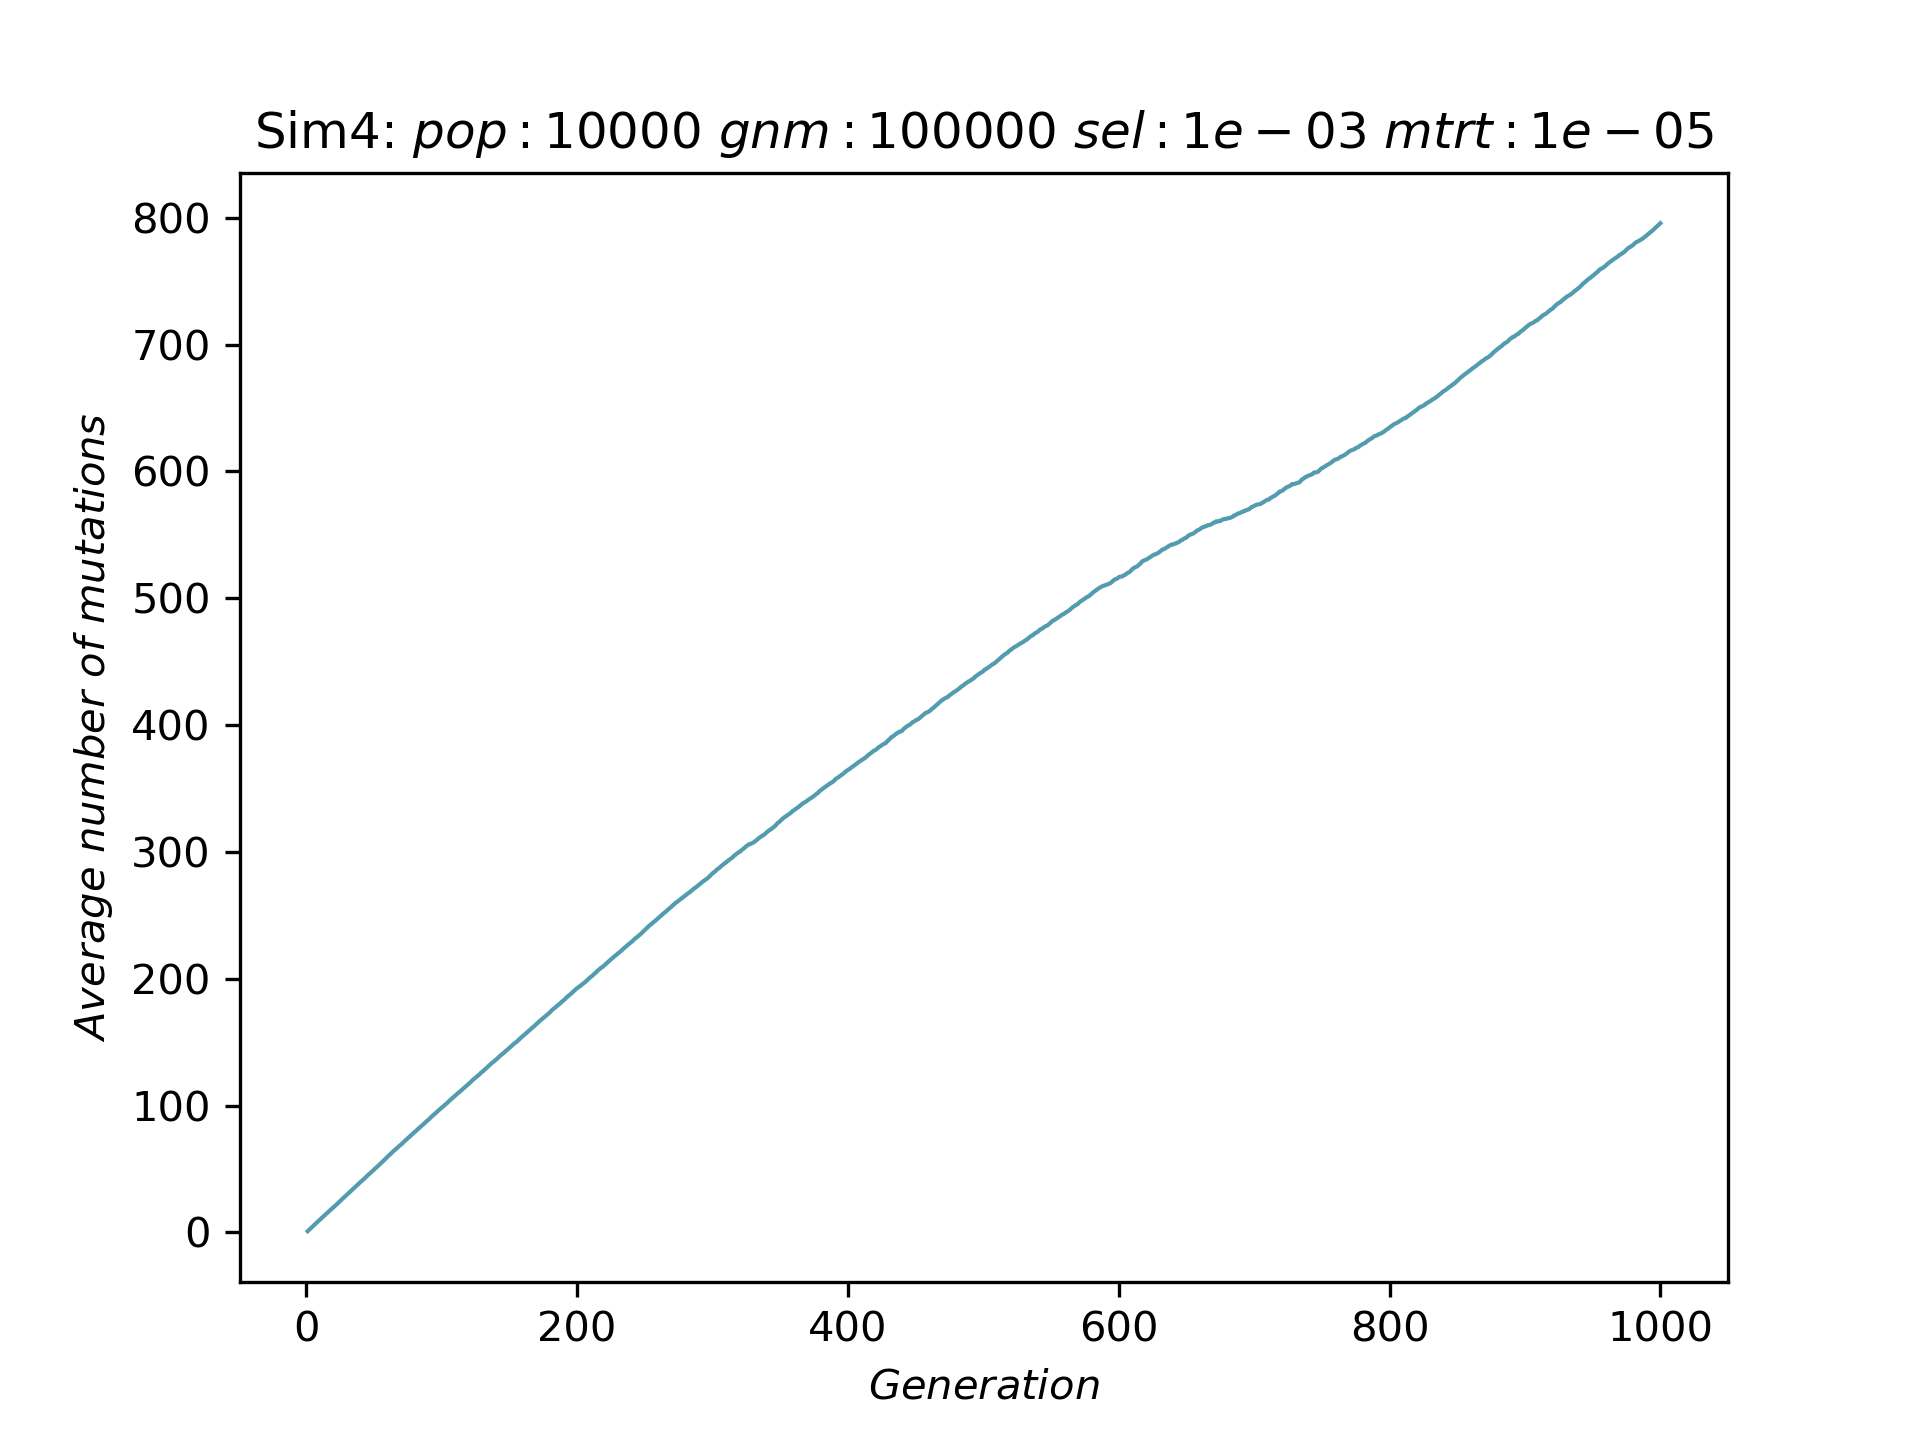 Sim4: pop : 10000 gnm : 100000 sel : 1e − 03 mtrt : 1e − 05
800
700
600
500
400
300
200
100
0
Average number of mutations
0 200 400 600 800 1000
Generation